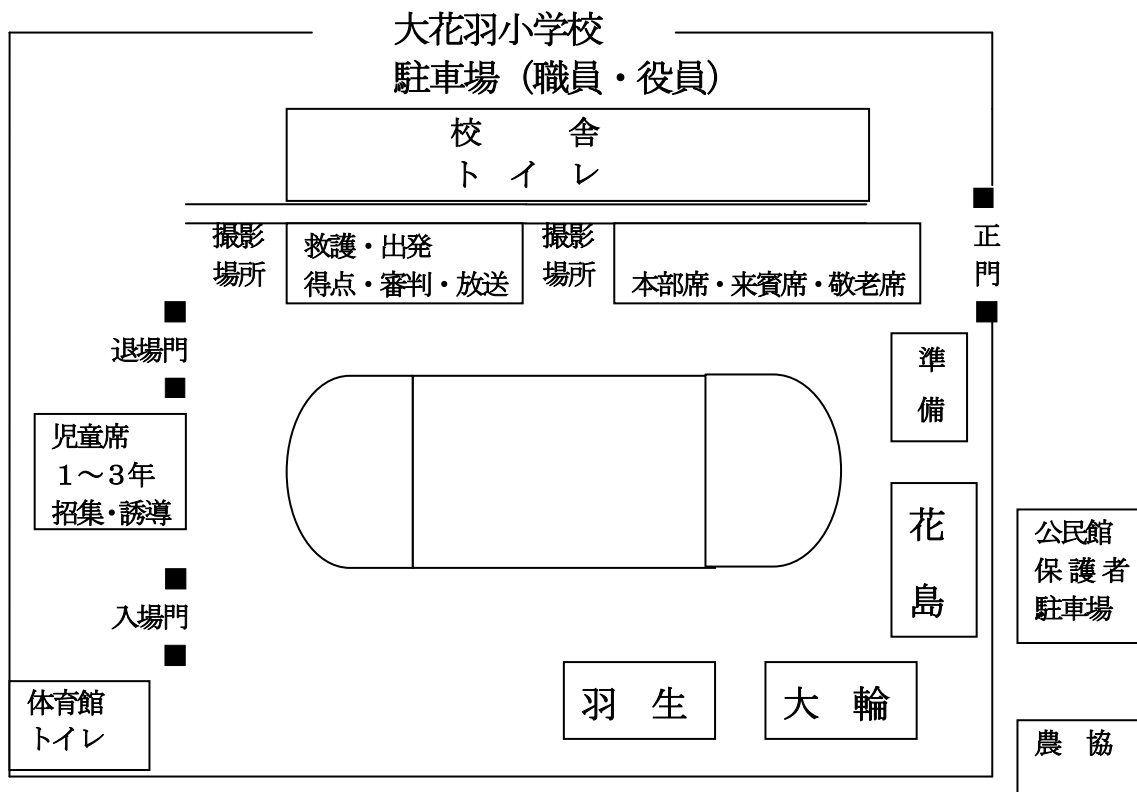 大花羽小学校
駐車場（職員・役員）
校　舎
トイレ
撮影
場所
救護・出発
得点・審判・放送
撮影
場所
本部席・来賓席・敬老席
正
門
退場門
準
備
児童席
１～３年
招集・誘導
花
島
公民館
保護者
駐車場
入場門
羽　生
大　輪
体育館
トイレ
農　協